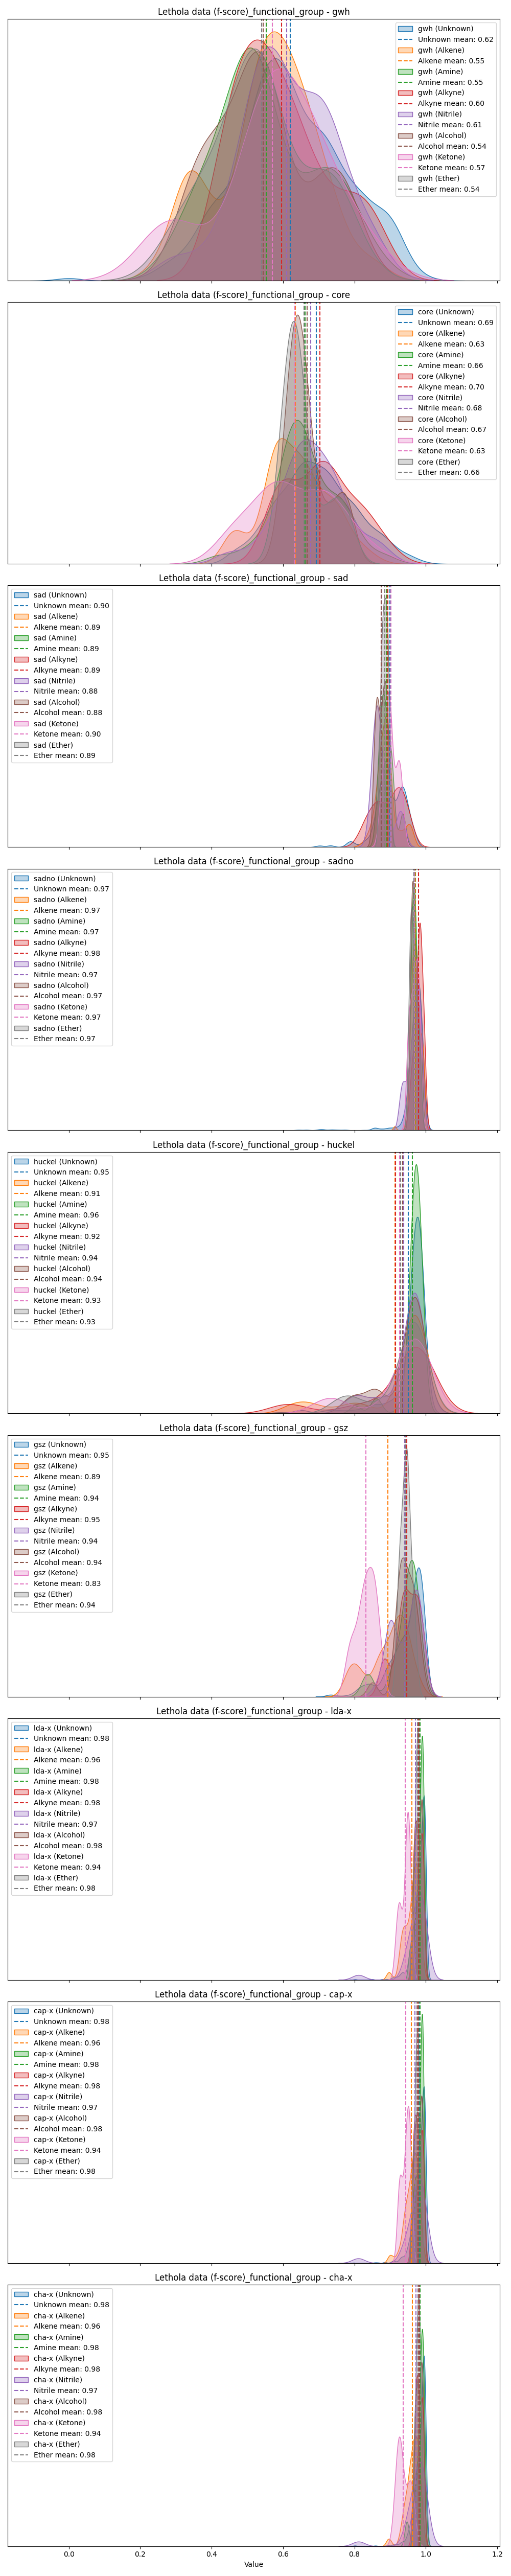 Lethola data (f-score)_functional_group - gwh
gwh (Unknown)
Unknown mean: 0.62
gwh (Alkene)
Alkene mean: 0.55
gwh (Amine)
Amine mean: 0.55
gwh (Alkyne)
Alkyne mean: 0.60
gwh (Nitrile)
Nitrile mean: 0.61
gwh (Alcohol)
Alcohol mean: 0.54
gwh (Ketone)
Ketone mean: 0.57
gwh (Ether)
Ether mean: 0.54
Lethola data (f-score)_functional_group - core
core (Unknown)
Unknown mean: 0.69
core (Alkene)
Alkene mean: 0.63
core (Amine)
Amine mean: 0.66
core (Alkyne)
Alkyne mean: 0.70
core (Nitrile)
Nitrile mean: 0.68
core (Alcohol)
Alcohol mean: 0.67
core (Ketone)
Ketone mean: 0.63
core (Ether)
Ether mean: 0.66
Lethola data (f-score)_functional_group - sad
sad (Unknown)
Unknown mean: 0.90
sad (Alkene)
Alkene mean: 0.89
sad (Amine)
Amine mean: 0.89
sad (Alkyne)
Alkyne mean: 0.89
sad (Nitrile)
Nitrile mean: 0.88
sad (Alcohol)
Alcohol mean: 0.88
sad (Ketone)
Ketone mean: 0.90
sad (Ether)
Ether mean: 0.89
Lethola data (f-score)_functional_group - sadno
sadno (Unknown)
Unknown mean: 0.97
sadno (Alkene)
Alkene mean: 0.97
sadno (Amine)
Amine mean: 0.97
sadno (Alkyne)
Alkyne mean: 0.98
sadno (Nitrile)
Nitrile mean: 0.97
sadno (Alcohol)
Alcohol mean: 0.97
sadno (Ketone)
Ketone mean: 0.97
sadno (Ether)
Ether mean: 0.97
Lethola data (f-score)_functional_group - huckel
huckel (Unknown)
Unknown mean: 0.95
huckel (Alkene)
Alkene mean: 0.91
huckel (Amine)
Amine mean: 0.96
huckel (Alkyne)
Alkyne mean: 0.92
huckel (Nitrile)
Nitrile mean: 0.94
huckel (Alcohol)
Alcohol mean: 0.94
huckel (Ketone)
Ketone mean: 0.93
huckel (Ether)
Ether mean: 0.93
Lethola data (f-score)_functional_group - gsz
gsz (Unknown)
Unknown mean: 0.95
gsz (Alkene)
Alkene mean: 0.89
gsz (Amine)
Amine mean: 0.94
gsz (Alkyne)
Alkyne mean: 0.95
gsz (Nitrile)
Nitrile mean: 0.94
gsz (Alcohol)
Alcohol mean: 0.94
gsz (Ketone)
Ketone mean: 0.83
gsz (Ether)
Ether mean: 0.94
Lethola data (f-score)_functional_group - lda-x
lda-x (Unknown)
Unknown mean: 0.98
lda-x (Alkene)
Alkene mean: 0.96
lda-x (Amine)
Amine mean: 0.98
lda-x (Alkyne)
Alkyne mean: 0.98
lda-x (Nitrile)
Nitrile mean: 0.97
lda-x (Alcohol)
Alcohol mean: 0.98
lda-x (Ketone)
Ketone mean: 0.94
lda-x (Ether)
Ether mean: 0.98
Lethola data (f-score)_functional_group - cap-x
cap-x (Unknown)
Unknown mean: 0.98
cap-x (Alkene)
Alkene mean: 0.96
cap-x (Amine)
Amine mean: 0.98
cap-x (Alkyne)
Alkyne mean: 0.98
cap-x (Nitrile)
Nitrile mean: 0.97
cap-x (Alcohol)
Alcohol mean: 0.98
cap-x (Ketone)
Ketone mean: 0.94
cap-x (Ether)
Ether mean: 0.98
Lethola data (f-score)_functional_group - cha-x
cha-x (Unknown)
Unknown mean: 0.98
cha-x (Alkene)
Alkene mean: 0.96
cha-x (Amine)
Amine mean: 0.98
cha-x (Alkyne)
Alkyne mean: 0.98
cha-x (Nitrile)
Nitrile mean: 0.97
cha-x (Alcohol)
Alcohol mean: 0.98
cha-x (Ketone)
Ketone mean: 0.94
cha-x (Ether)
Ether mean: 0.98
0.0 0.2 0.4 0.6 0.8 1.0 1.2
Value